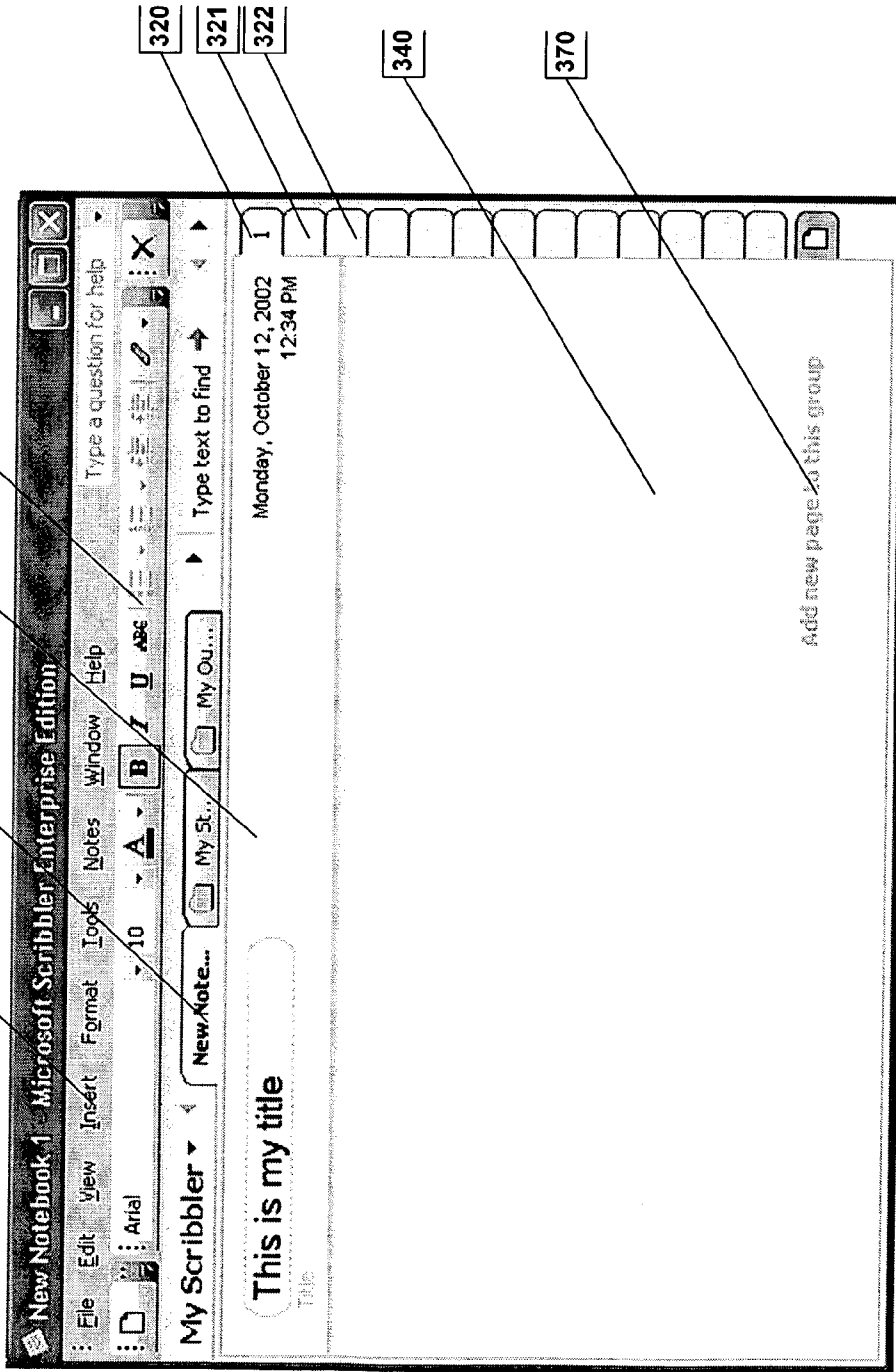 New Notebook 1 - Microsoft Scribbler Enterprise Edition
File Edit View Insert Format Tools Notes Window Help Type a question for help
Arial 10 A B I U ABC
My Scribbler New Note... My St... My Ou... Type text to find
This is my title
Title
Monday, October 12, 2002
12:34 PM
1
Add new page to this group
320
321
322
340
370